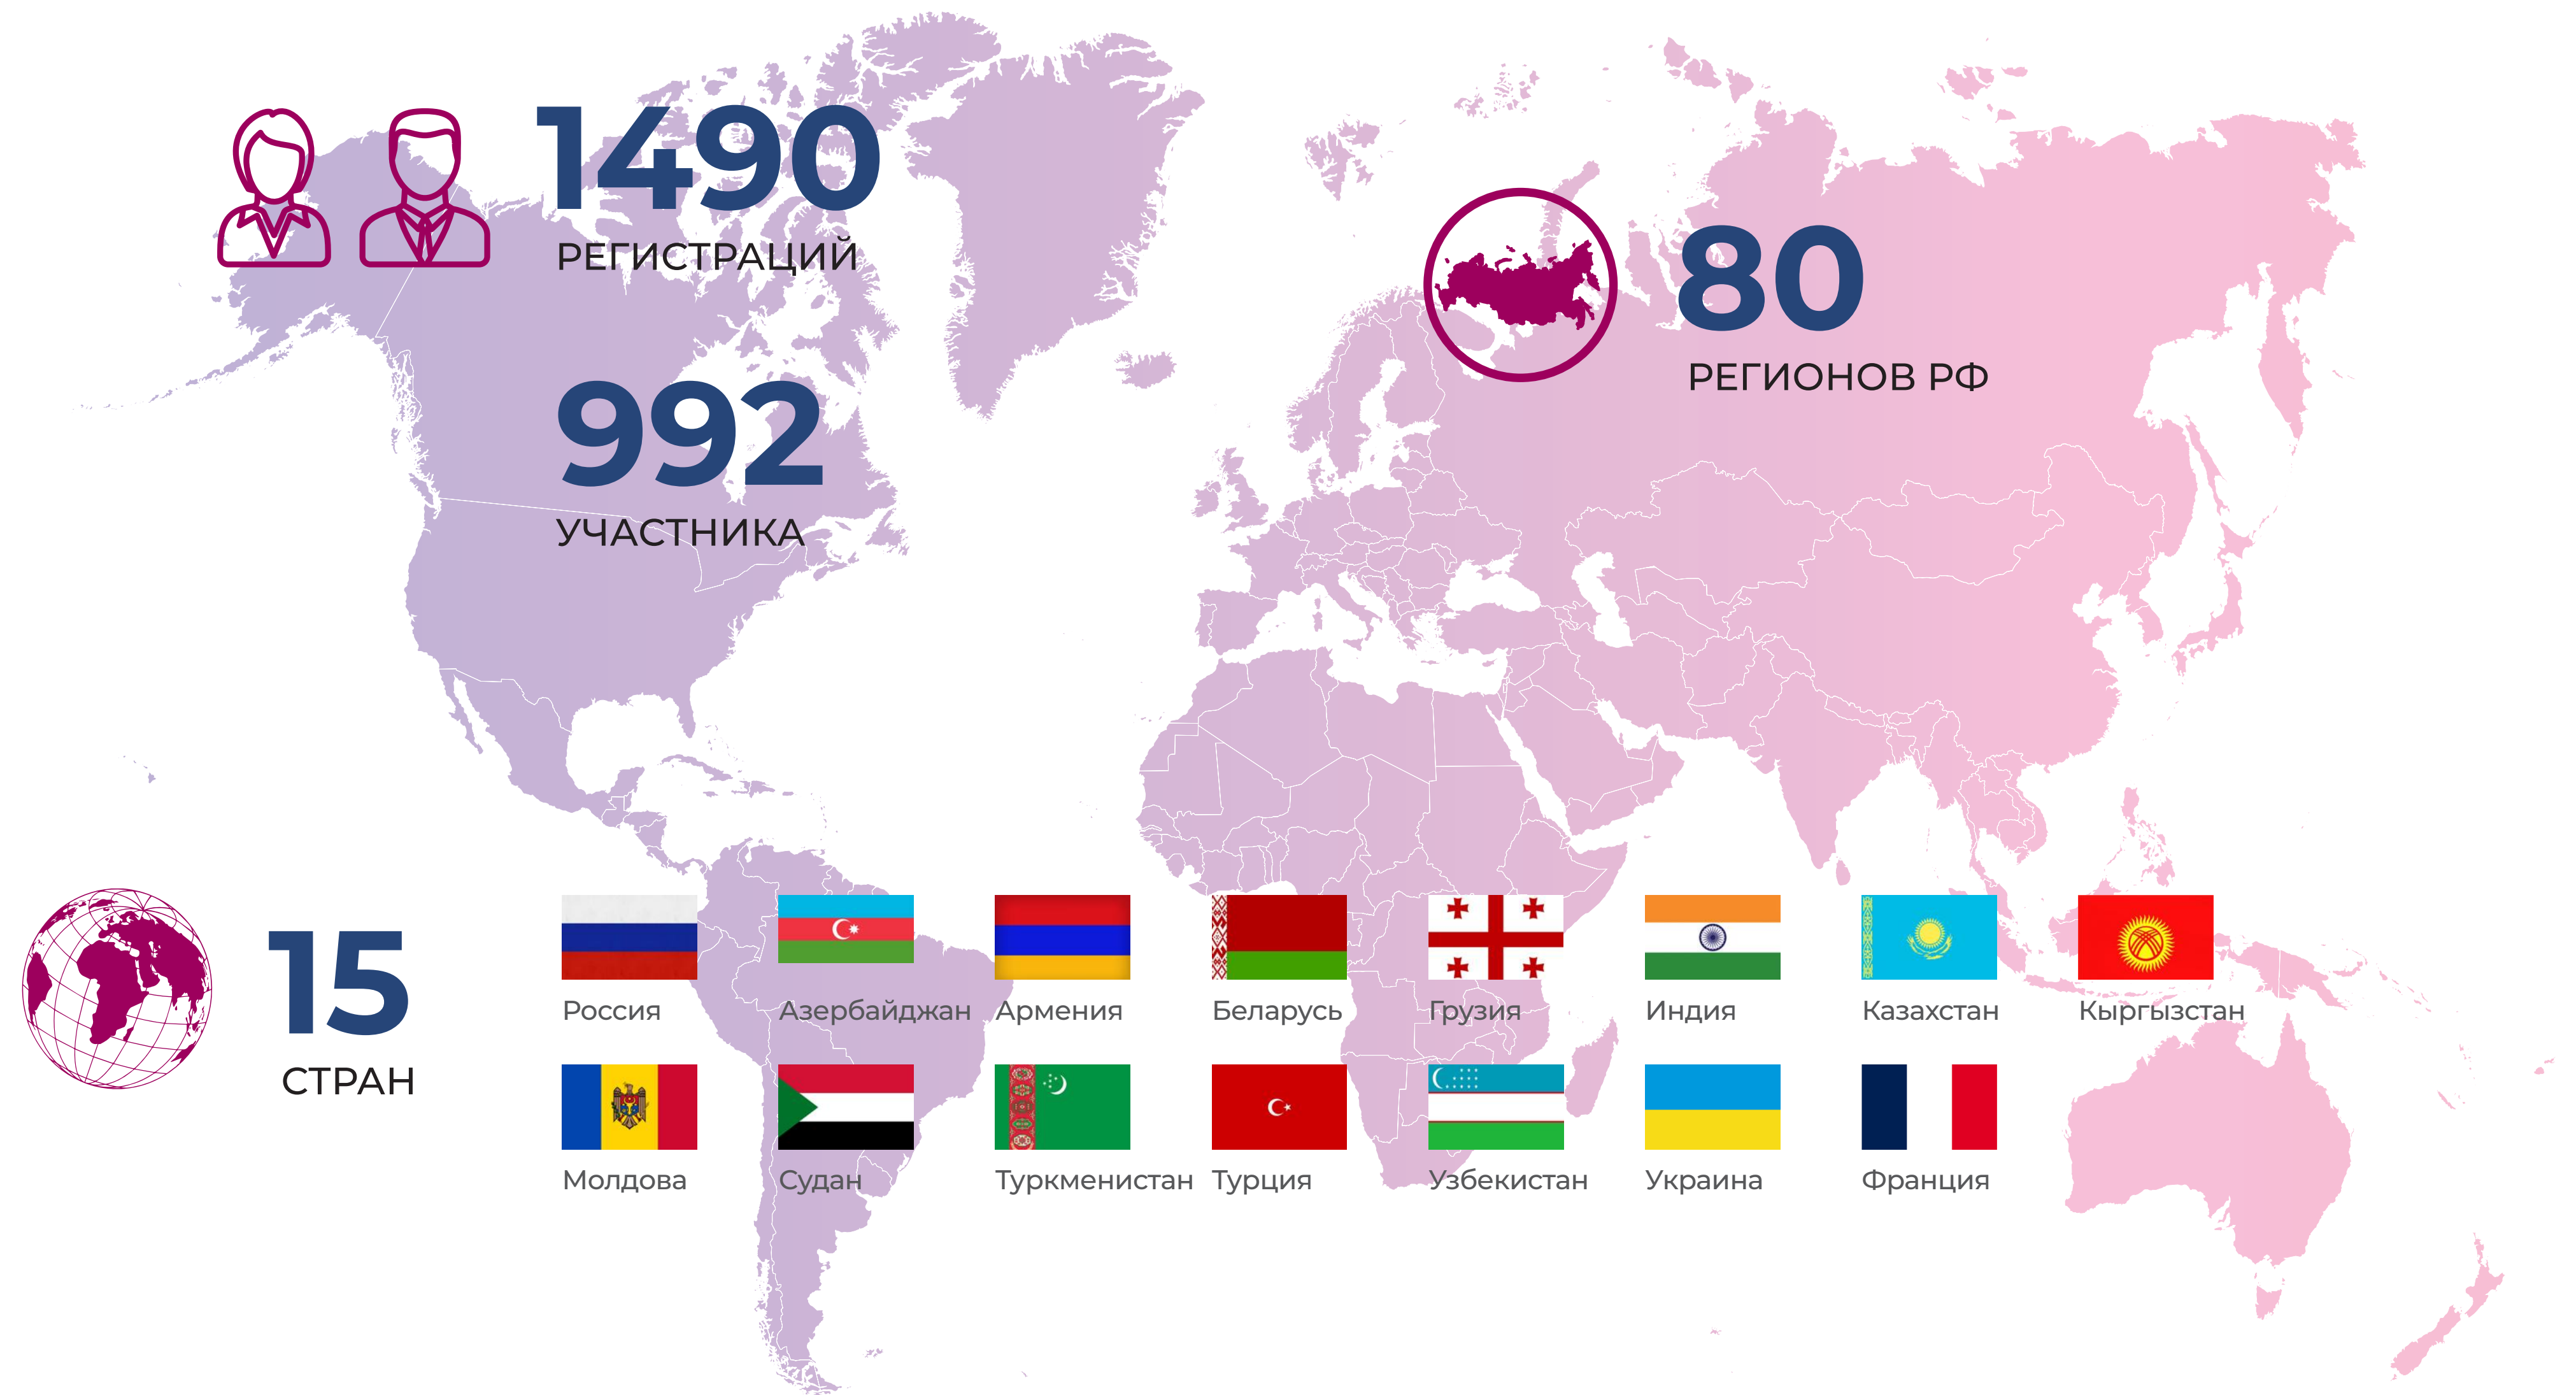 1490
РЕГИСТРАЦИЙ
992
УЧАСТНИКА
80
РЕГИОНОВ РФ
15
СТРАН
Россия Азербайджан Армения Беларусь Грузия Индия Казахстан Кыргызстан
Молдова Судан Туркменистан Турция Узбекистан Украина Франция